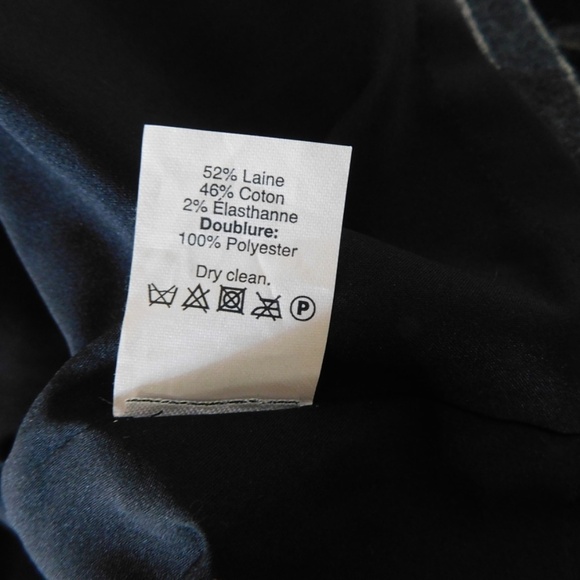 52% Laine
46% Coton
2% Élasthanne
Doublure:
100% Polyester
Dry clean.
P